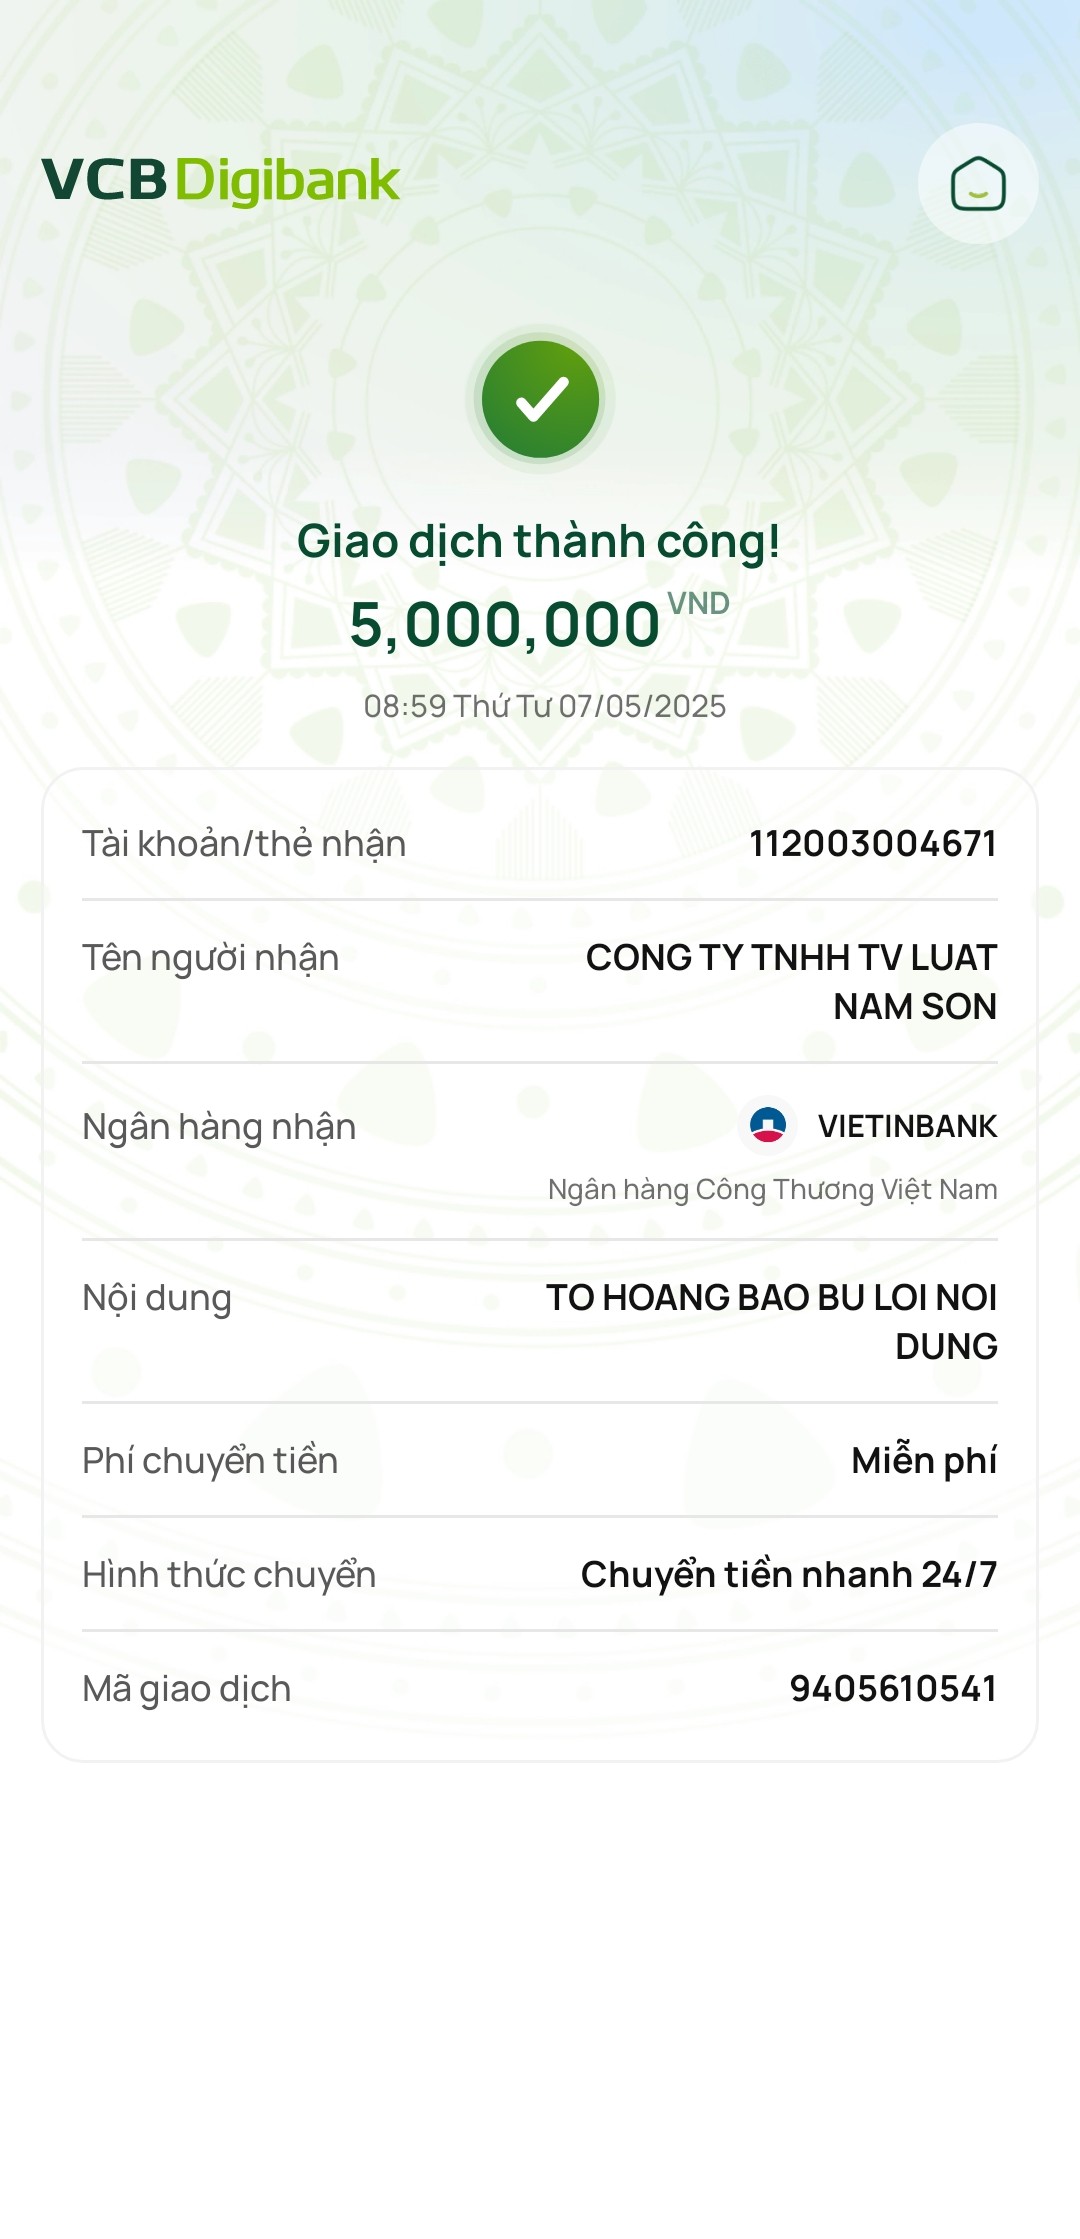 VCB Digibank
Giao dịch thành công!
5,000,000 VND
08:59 Thứ Tư 07/05/2025
Tài khoản/thẻ nhận 112003004671
Tên người nhận CONG TY TNHH TV LUAT
NAM SON
Ngân hàng nhận VIETINBANK
Ngân hàng Công Thương Việt Nam
Nội dung TO HOANG BAO BU LOI NOI
DUNG
Phí chuyển tiền Miễn phí
Hình thức chuyển Chuyển tiền nhanh 24/7
Mã giao dịch 9405610541